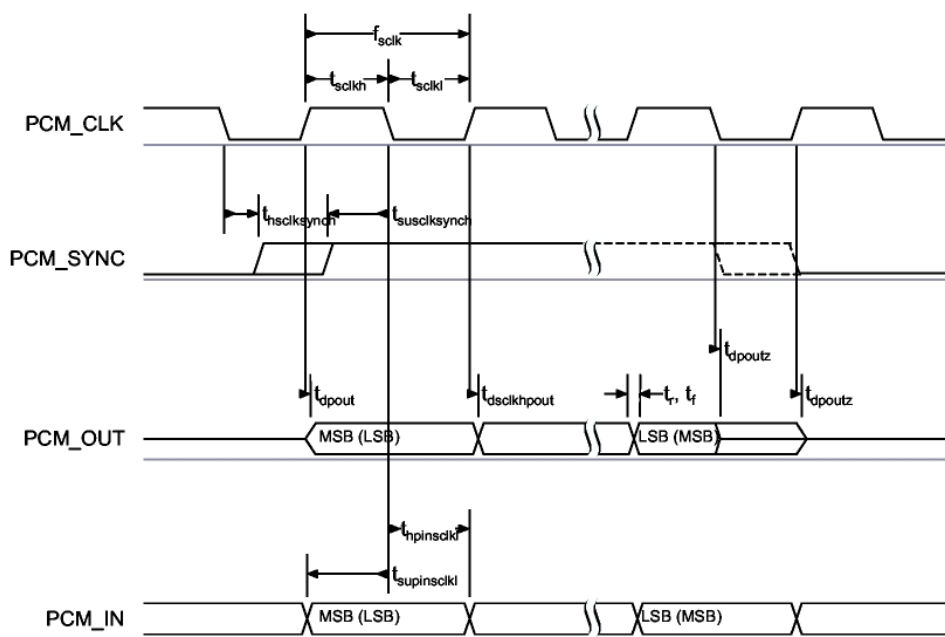 fsclk
tsclkh tsclkl
PCM_CLK
thsclksynch tsusclksynch
PCM_SYNC
tdpoutz
tdpout tdsclkhpout tr, tf tdpoutz
PCM_OUT MSB (LSB) LSB (MSB)
thpinsclkl
tsupinsclkl
PCM_IN MSB (LSB) LSB (MSB)